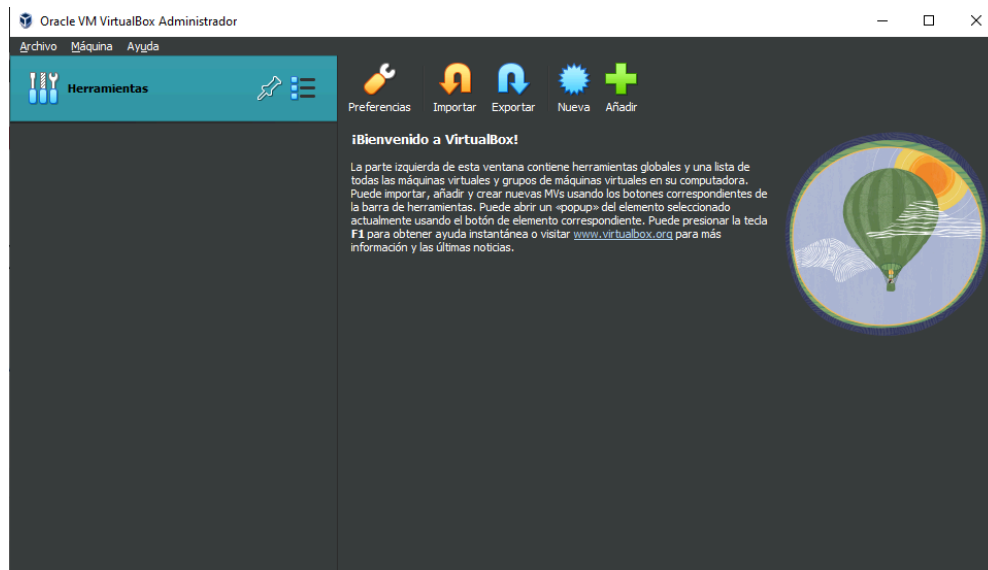 Oracle VM VirtualBox Administrador
Archivo Máquina Ayuda
Herramientas
Preferencias Importar Exportar Nueva Añadir
¡Bienvenido a VirtualBox!
La parte izquierda de esta ventana contiene herramientas globales y una lista de
todas las máquinas virtuales y grupos de máquinas virtuales en su computadora.
Puede importar, añadir y crear nuevas MVs usando los botones correspondientes de
la barra de herramientas. Puede abrir un «popup» del elemento seleccionado
actualmente usando el botón de elemento correspondiente. Puede presionar la tecla
F1 para obtener ayuda instantánea o visitar www.virtualbox.org para más
información y las últimas noticias.